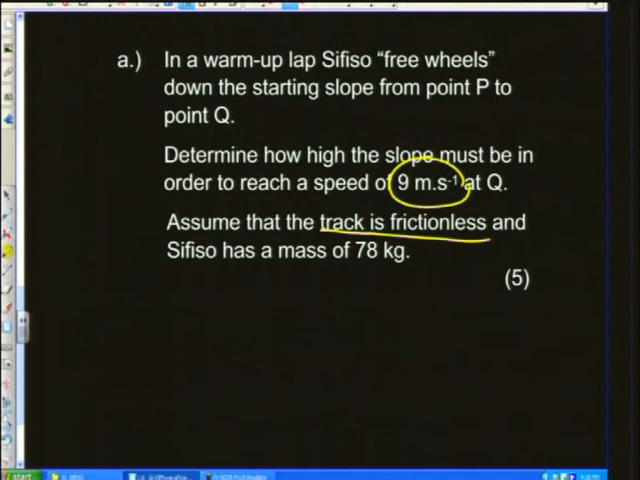 a.) In a warm-up lap Sifiso “free wheels”
down the starting slope from point P to
point Q.
Determine how high the slope must be in
order to reach a speed of 9 m.s-1 at Q.
Assume that the track is frictionless and
Sifiso has a mass of 78 kg.
(5)
start